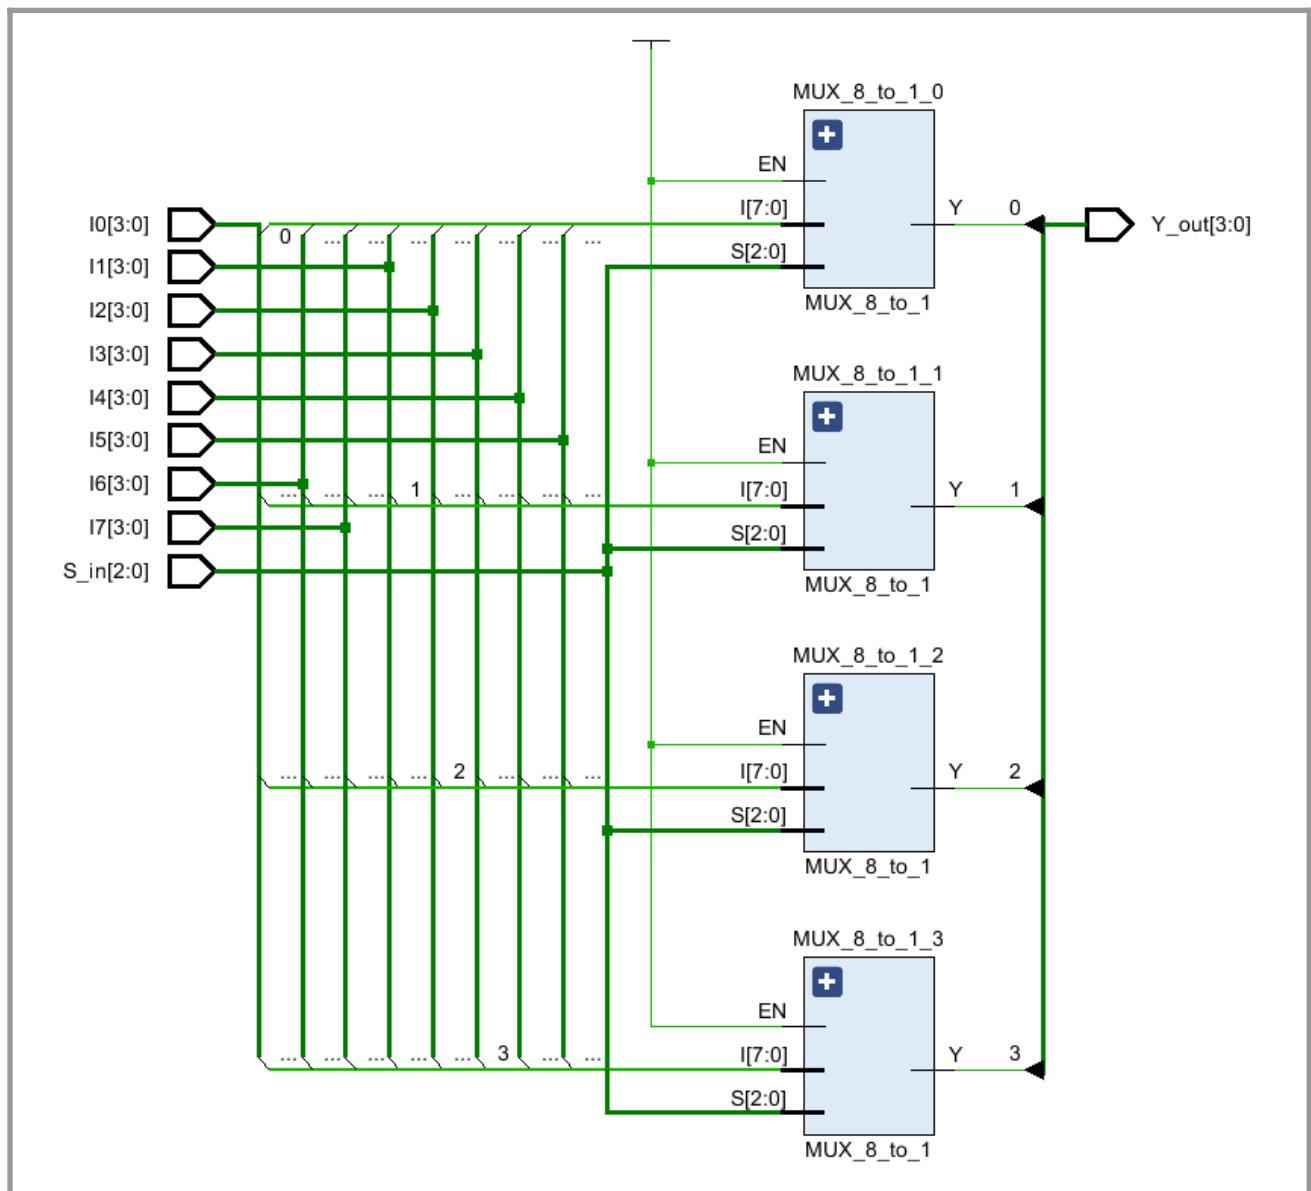 MUX_8_to_1_0
EN
I0[3:0]
I[7:0]
Y
0
Y_out[3:0]
0
... ... ... ... ... ... ...
I1[3:0]
S[2:0]
I2[3:0]
MUX_8_to_1
I3[3:0]
MUX_8_to_1_1
I4[3:0]
I5[3:0]
EN
I6[3:0]
... ... ... 1 ... ... ... ...
I[7:0]
Y
1
I7[3:0]
S[2:0]
S_in[2:0]
MUX_8_to_1
MUX_8_to_1_2
EN
... ... ... ... 2 ... ... ...
I[7:0]
Y
2
S[2:0]
MUX_8_to_1
MUX_8_to_1_3
EN
... ... ... ... ... 3 ... ...
I[7:0]
Y
3
S[2:0]
MUX_8_to_1